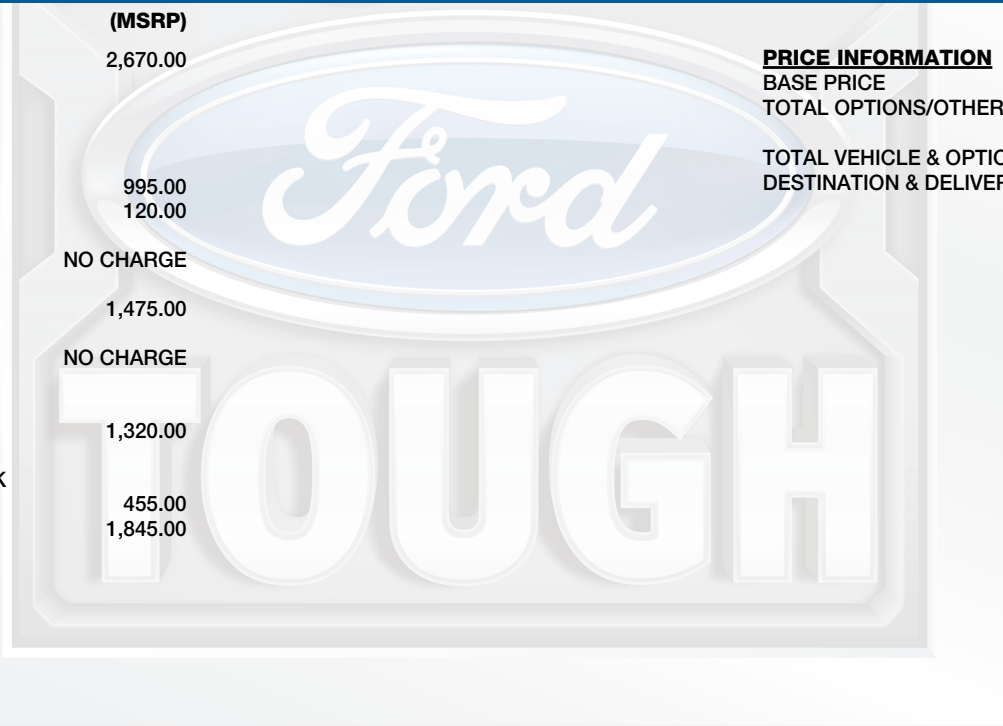 (MSRP)
2,670.00
995.00
120.00
NO CHARGE
1,475.00
NO CHARGE
1,320.00
K
455.00
1,845.00
PRICE INFORMATION
BASE PRICE
TOTAL OPTIONS/OTHER
TOTAL VEHICLE & OPTIO
DESTINATION & DELIVER
Ford
TOUGH